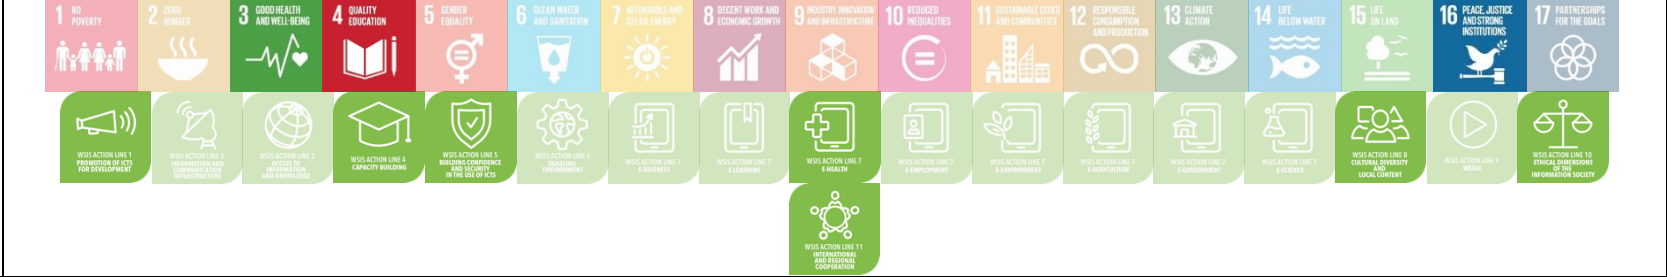 1 NO
POVERTY
2 ZERO
HUNGER
3 GOOD HEALTH
AND WELL-BEING
4 QUALITY
EDUCATION
5 GENDER
EQUALITY
6 CLEAN WATER
AND SANITATION
7 AFFORDABLE AND
CLEAN ENERGY
8 DECENT WORK AND
ECONOMIC GROWTH
9 INDUSTRY, INNOVATION
AND INFRASTRUCTURE
10 REDUCED
INEQUALITIES
11 SUSTAINABLE CITIES
AND COMMUNITIES
12 RESPONSIBLE
CONSUMPTION
AND PRODUCTION
13 CLIMATE
ACTION
14 LIFE
BELOW WATER
15 LIFE
ON LAND
16 PEACE, JUSTICE
AND STRONG
INSTITUTIONS
17 PARTNERSHIPS
FOR THE GOALS
WSIS ACTION LINE 1
PROMOTION OF ICTS
FOR DEVELOPMENT
WSIS ACTION LINE 2
INFORMATION AND
COMMUNICATION
INFRASTRUCTURE
WSIS ACTION LINE 3
ACCESS TO
INFORMATION
AND KNOWLEDGE
WSIS ACTION LINE 4
CAPACITY BUILDING
WSIS ACTION LINE 5
BUILDING CONFIDENCE
AND SECURITY
IN THE USE OF ICTS
WSIS ACTION LINE 6
ENABLING
ENVIRONMENT
WSIS ACTION LINE 7
E-BUSINESS
WSIS ACTION LINE 7
E-LEARNING
WSIS ACTION LINE 7
E-HEALTH
WSIS ACTION LINE 7
E-EMPLOYMENT
WSIS ACTION LINE 7
E-ENVIRONMENT
WSIS ACTION LINE 7
E-AGRICULTURE
WSIS ACTION LINE 7
E-GOVERNMENT
WSIS ACTION LINE 7
E-SCIENCE
WSIS ACTION LINE 8
CULTURAL DIVERSITY
AND
LOCAL CONTENT
WSIS ACTION LINE 9
MEDIA
WSIS ACTION LINE 10
ETHICAL DIMENSIONS
OF THE
INFORMATION SOCIETY
WSIS ACTION LINE 11
INTERNATIONAL
AND REGIONAL
COOPERATION